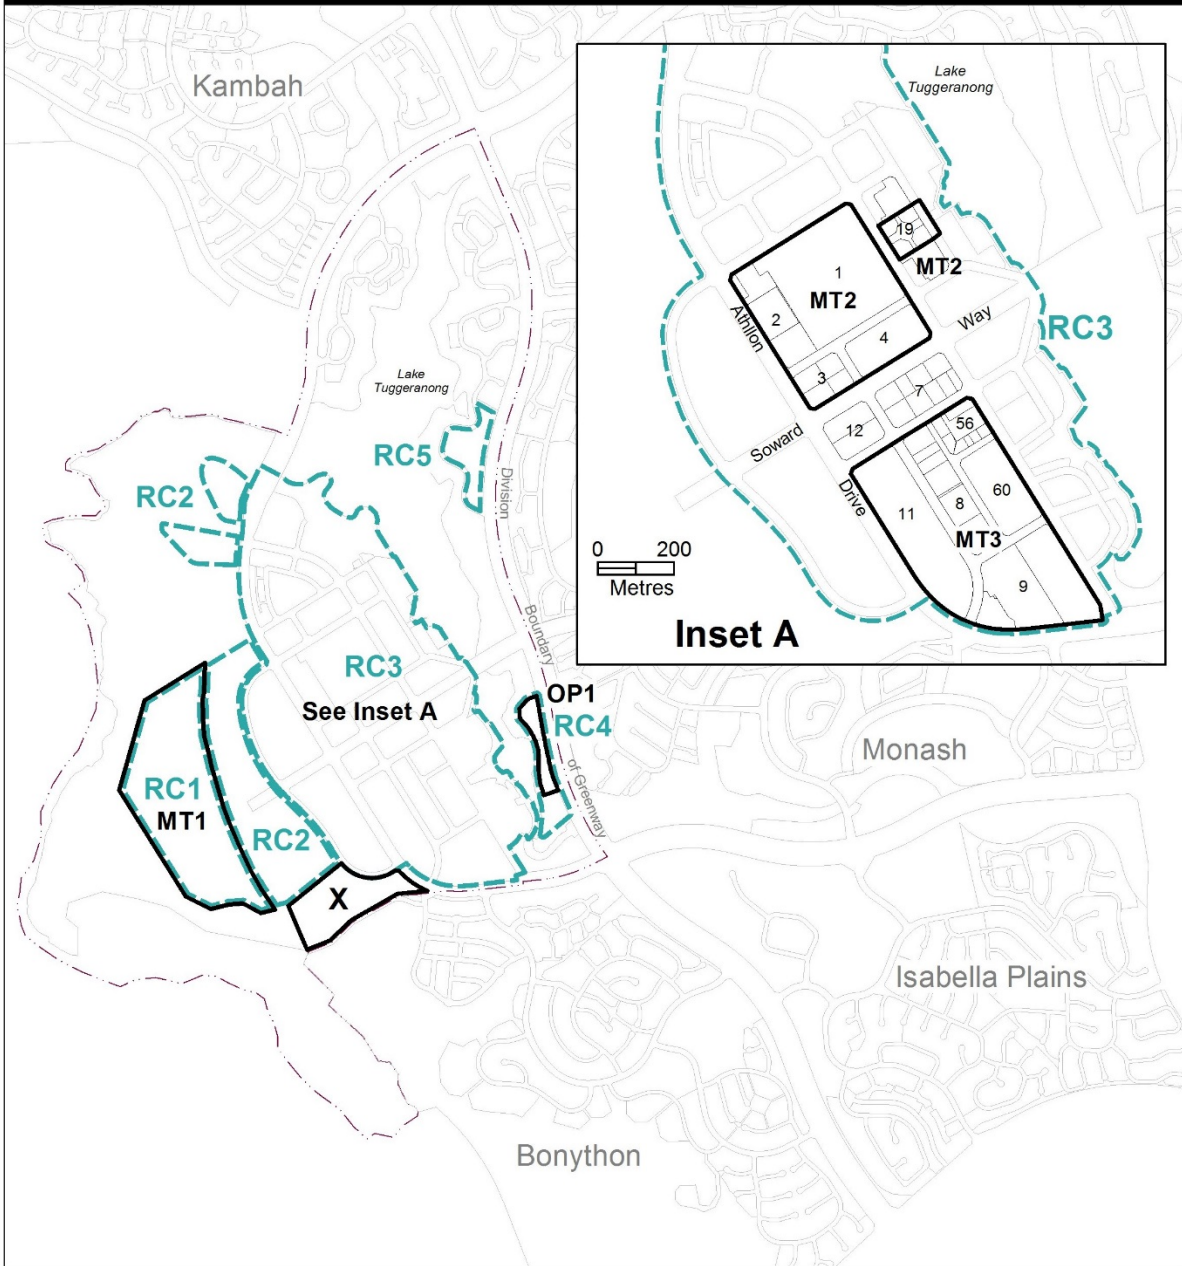 Kambah
Lake
Tuggeranong
RC5
Division
RC2
RC3
See Inset A
Boundary
OP1
RC4
of Greenway
Monash
RC1
MT1
RC2
X
Isabella Plains
Bonython
Lake
Tuggeranong
19
MT2
1
MT2
Athllon
2
4
Way
RC3
3
7
12
56
Soward
Drive
11
8
60
MT3
9
0 200
Metres
Inset A